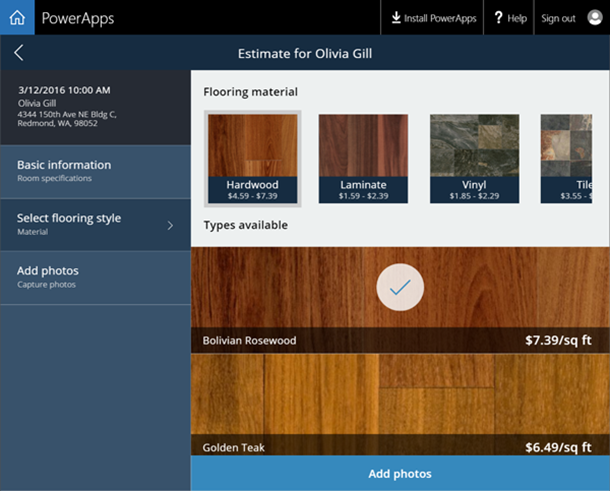 PowerApps
Install PowerApps
? Help
Sign out
Estimate for Olivia Gill
3/12/2016 10:00 AM
Olivia Gill
4344 150th Ave NE Bldg C,
Redmond, WA, 98052
Basic information
Room specifications
Select flooring style
Material
Add photos
Capture photos
Flooring material
Hardwood
$4.59 - $7.39
Laminate
$1.59 - $2.39
Vinyl
$1.85 - $2.29
Tile
$3.55 - $
Types available
Bolivian Rosewood
$7.39/sq ft
Golden Teak
$6.49/sq ft
Add photos